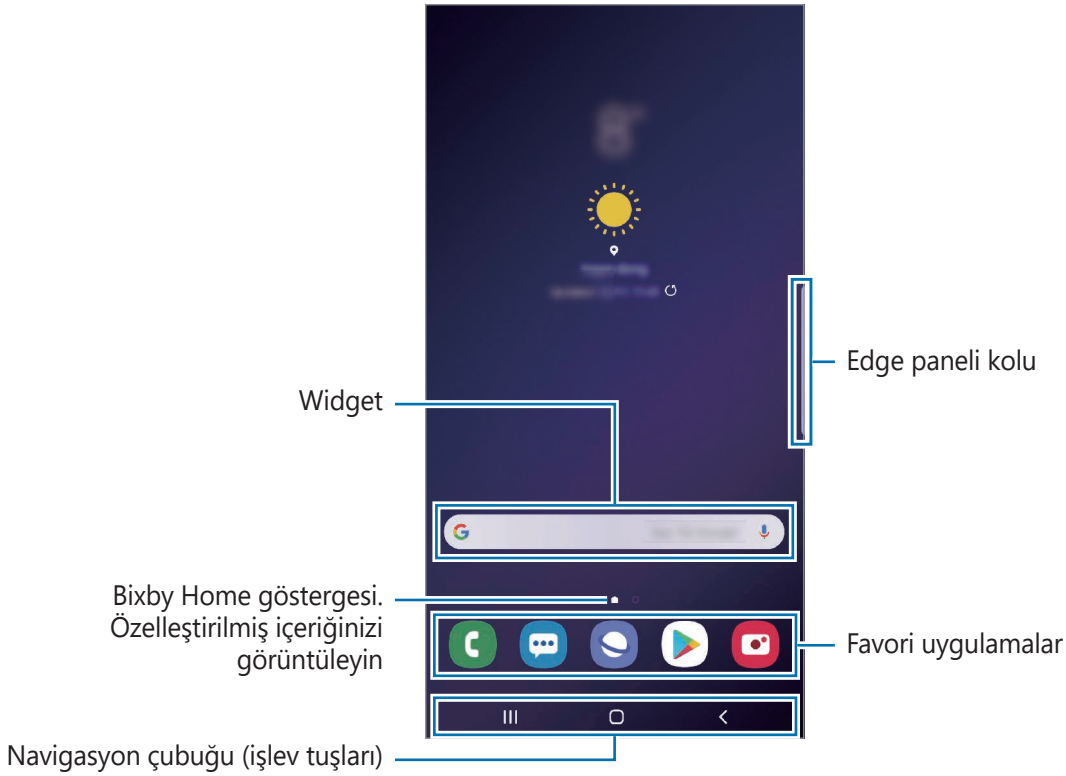 Edge paneli kolu
Widget
Bixby Home göstergesi.
Özelleştirilmiş içeriğinizi
görüntüleyin
Favori uygulamalar
Navigasyon çubuğu (işlev tuşları)